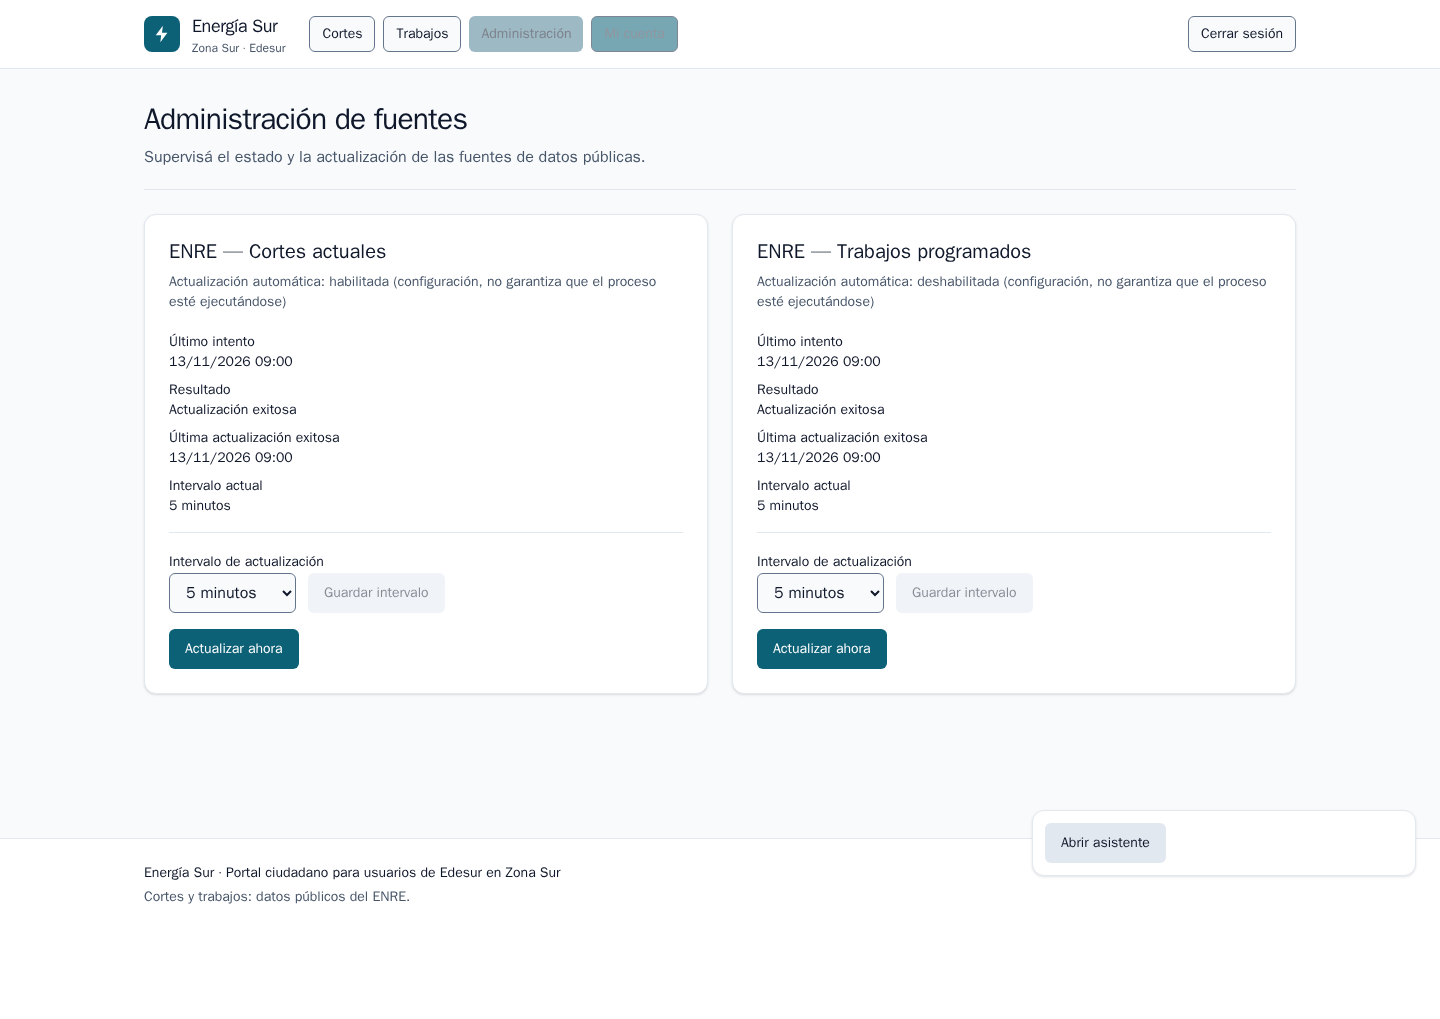 Energía Sur
Zona Sur · Edesur
Cortes
Trabajos
Administración
Mi cuenta
Cerrar sesión
Administración de fuentes
Supervisá el estado y la actualización de las fuentes de datos públicas.
ENRE — Cortes actuales
Actualización automática: habilitada (configuración, no garantiza que el proceso
esté ejecutándose)
Último intento
13/11/2026 09:00
Resultado
Actualización exitosa
Última actualización exitosa
13/11/2026 09:00
Intervalo actual
5 minutos
Intervalo de actualización
5 minutos
Guardar intervalo
Actualizar ahora
ENRE — Trabajos programados
Actualización automática: deshabilitada (configuración, no garantiza que el proceso
esté ejecutándose)
Último intento
13/11/2026 09:00
Resultado
Actualización exitosa
Última actualización exitosa
13/11/2026 09:00
Intervalo actual
5 minutos
Intervalo de actualización
5 minutos
Guardar intervalo
Actualizar ahora
Abrir asistente
Energía Sur · Portal ciudadano para usuarios de Edesur en Zona Sur
Cortes y trabajos: datos públicos del ENRE.